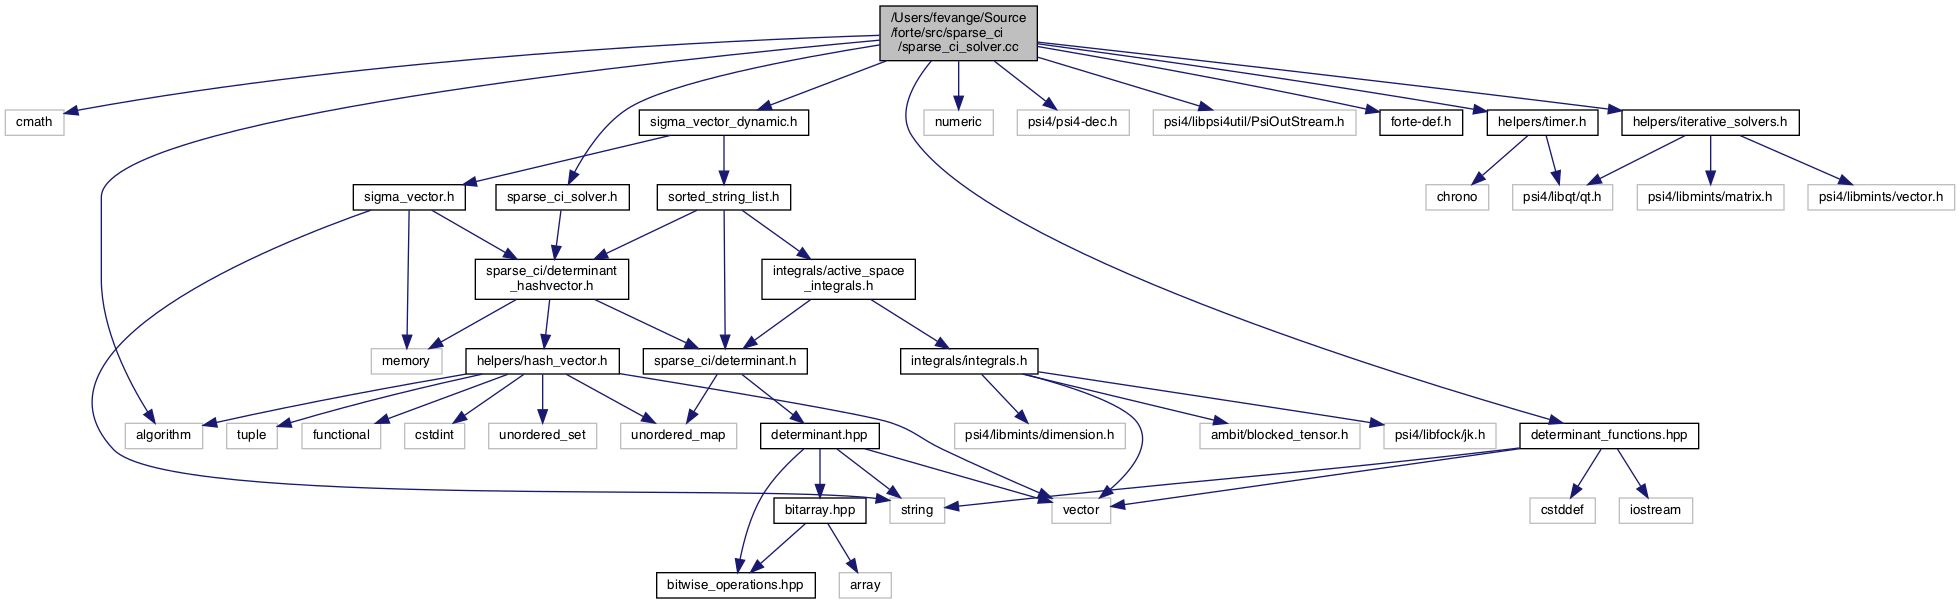 /Users/fevange/Source
/forte/src/sparse_ci
/sparse_ci_solver.cc
cmath
sigma_vector_dynamic.h
numeric
psi4/psi4-dec.h
psi4/libpsi4util/PsiOutStream.h
forte-def.h
helpers/timer.h
helpers/iterative_solvers.h
sigma_vector.h
sparse_ci_solver.h
sorted_string_list.h
chrono
psi4/libqt/qt.h
psi4/libmints/matrix.h
psi4/libmints/vector.h
sparse_ci/determinant
_hashvector.h
integrals/active_space
_integrals.h
memory
helpers/hash_vector.h
sparse_ci/determinant.h
integrals/integrals.h
algorithm
tuple
functional
cstdint
unordered_set
unordered_map
determinant.hpp
psi4/libmints/dimension.h
ambit/blocked_tensor.h
psi4/libfock/jk.h
determinant_functions.hpp
bitarray.hpp
string
vector
cstddef
iostream
bitwise_operations.hpp
array